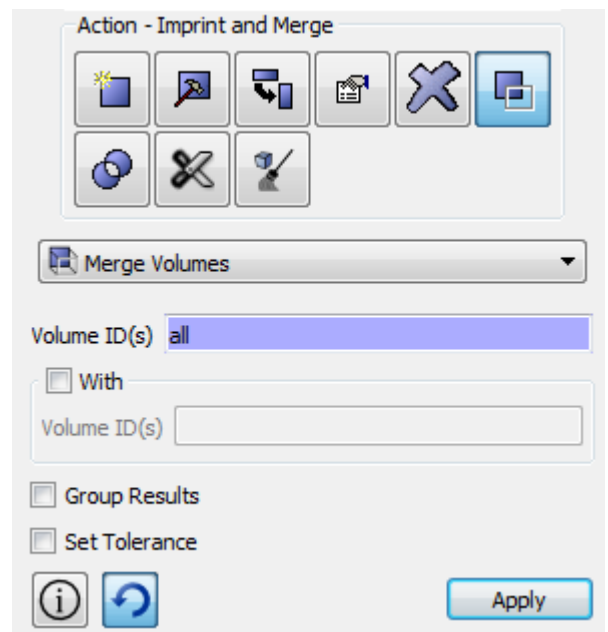 Action - Imprint and Merge
Merge Volumes
Volume ID(s) all
With
Volume ID(s)
Group Results
Set Tolerance
Apply